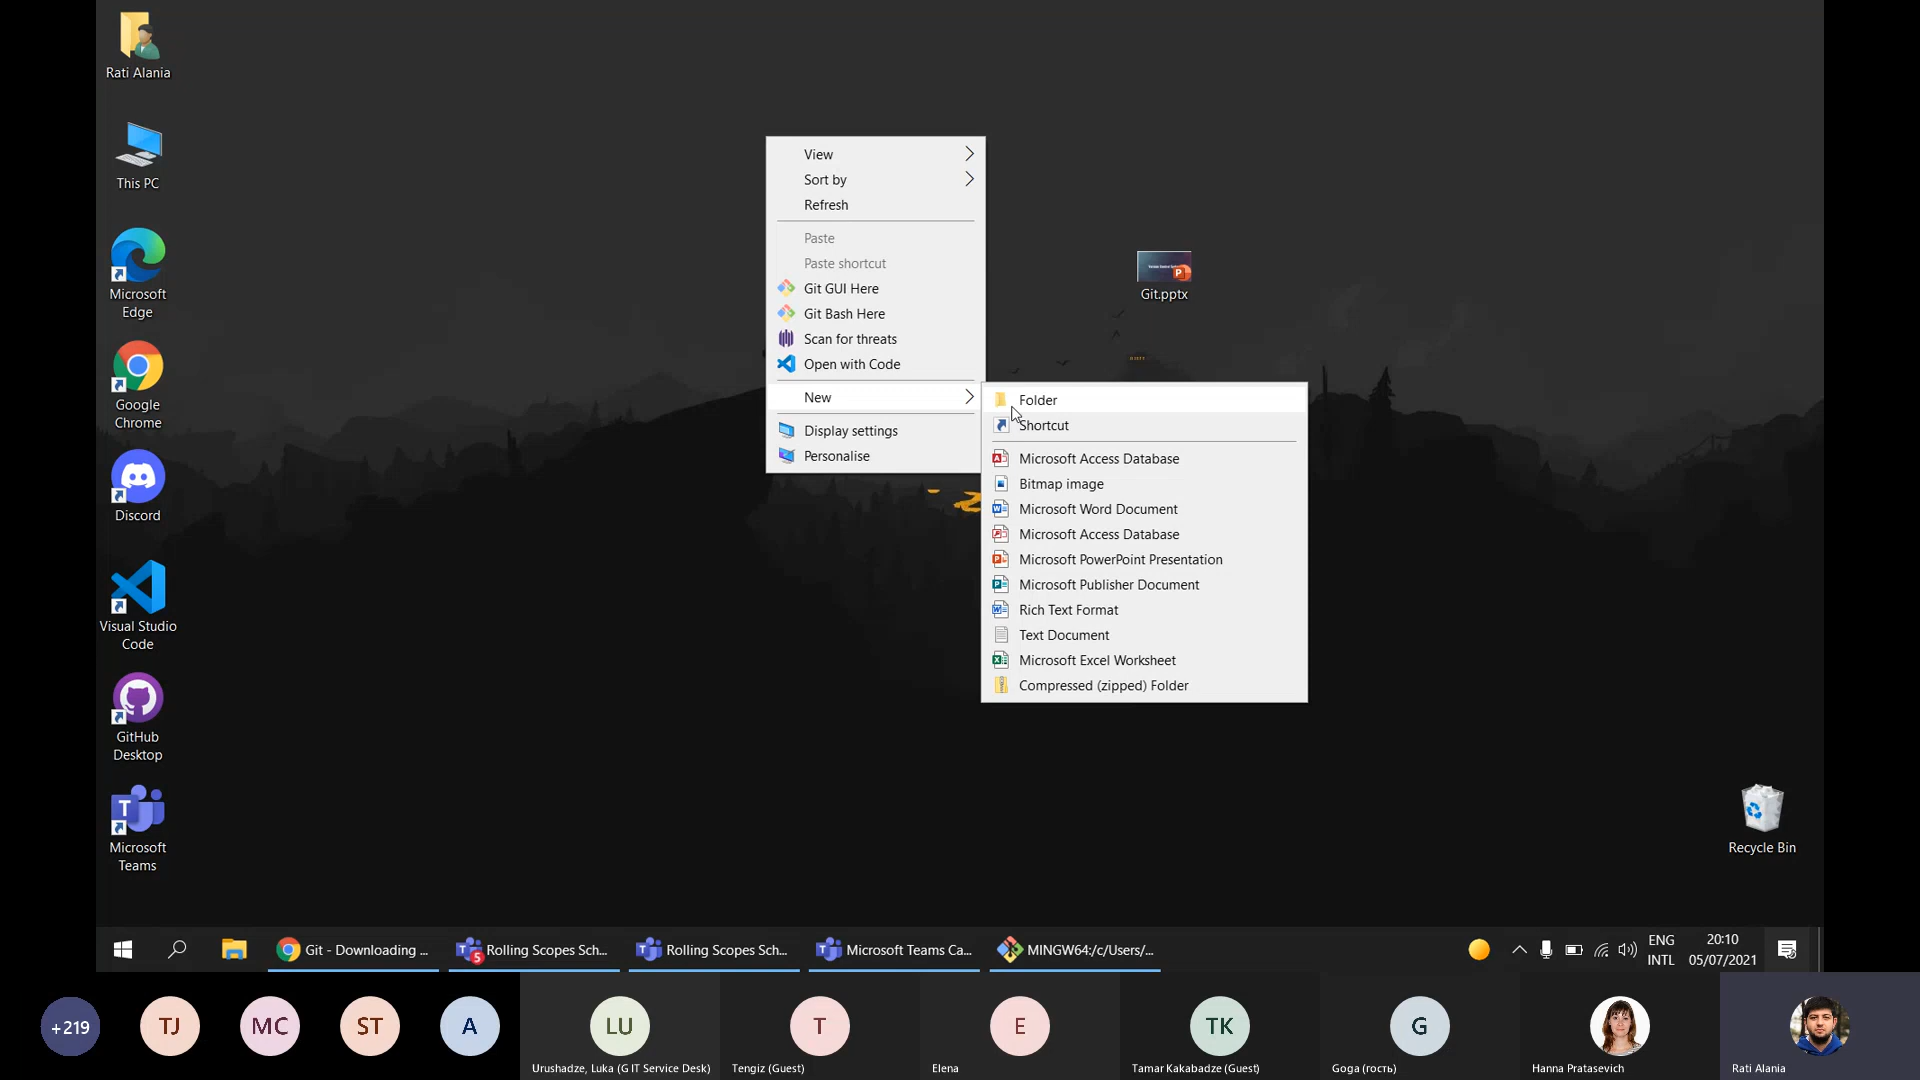 Rati Alania
This PC
Microsoft
Edge
Google
Chrome
Discord
Visual Studio
Code
GitHub
Desktop
Microsoft
Teams
View
Sort by
Refresh
Paste
Paste shortcut
Git GUI Here
Git Bash Here
Scan for threats
Open with Code
New
Display settings
Personalise
Folder
Shortcut
Microsoft Access Database
Bitmap image
Microsoft Word Document
Microsoft Access Database
Microsoft PowerPoint Presentation
Microsoft Publisher Document
Rich Text Format
Text Document
Microsoft Excel Worksheet
Compressed (zipped) Folder
Git.pptx
Recycle Bin
Git - Downloading ...
5
Rolling Scopes Sch...
Rolling Scopes Sch...
Microsoft Teams Ca...
MINGW64:/c/Users/...
ENG
INTL
20:10
05/07/2021
+219
TJ
MC
ST
A
LU
Urushadze, Luka (G IT Service Desk)
T
Tengiz (Guest)
E
Elena
TK
Tamar Kakabadze (Guest)
G
Goga (гость)
Hanna Pratasevich
Rati Alania